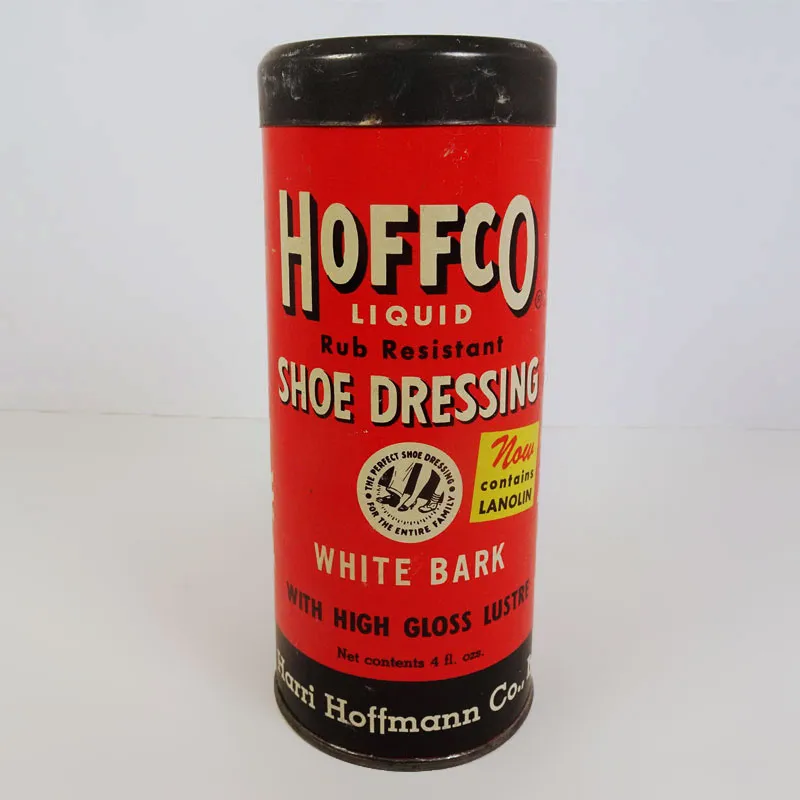 HOFFCO®
LIQUID
Rub Resistant
SHOE DRESSING
THE PERFECT SHOE DRESSING
FOR THE ENTIRE FAMILY
Now
contains
LANOLIN
WHITE BARK
WITH HIGH GLOSS LUSTRE
Net contents 4 fl. ozs.
Harri Hoffmann Co.,